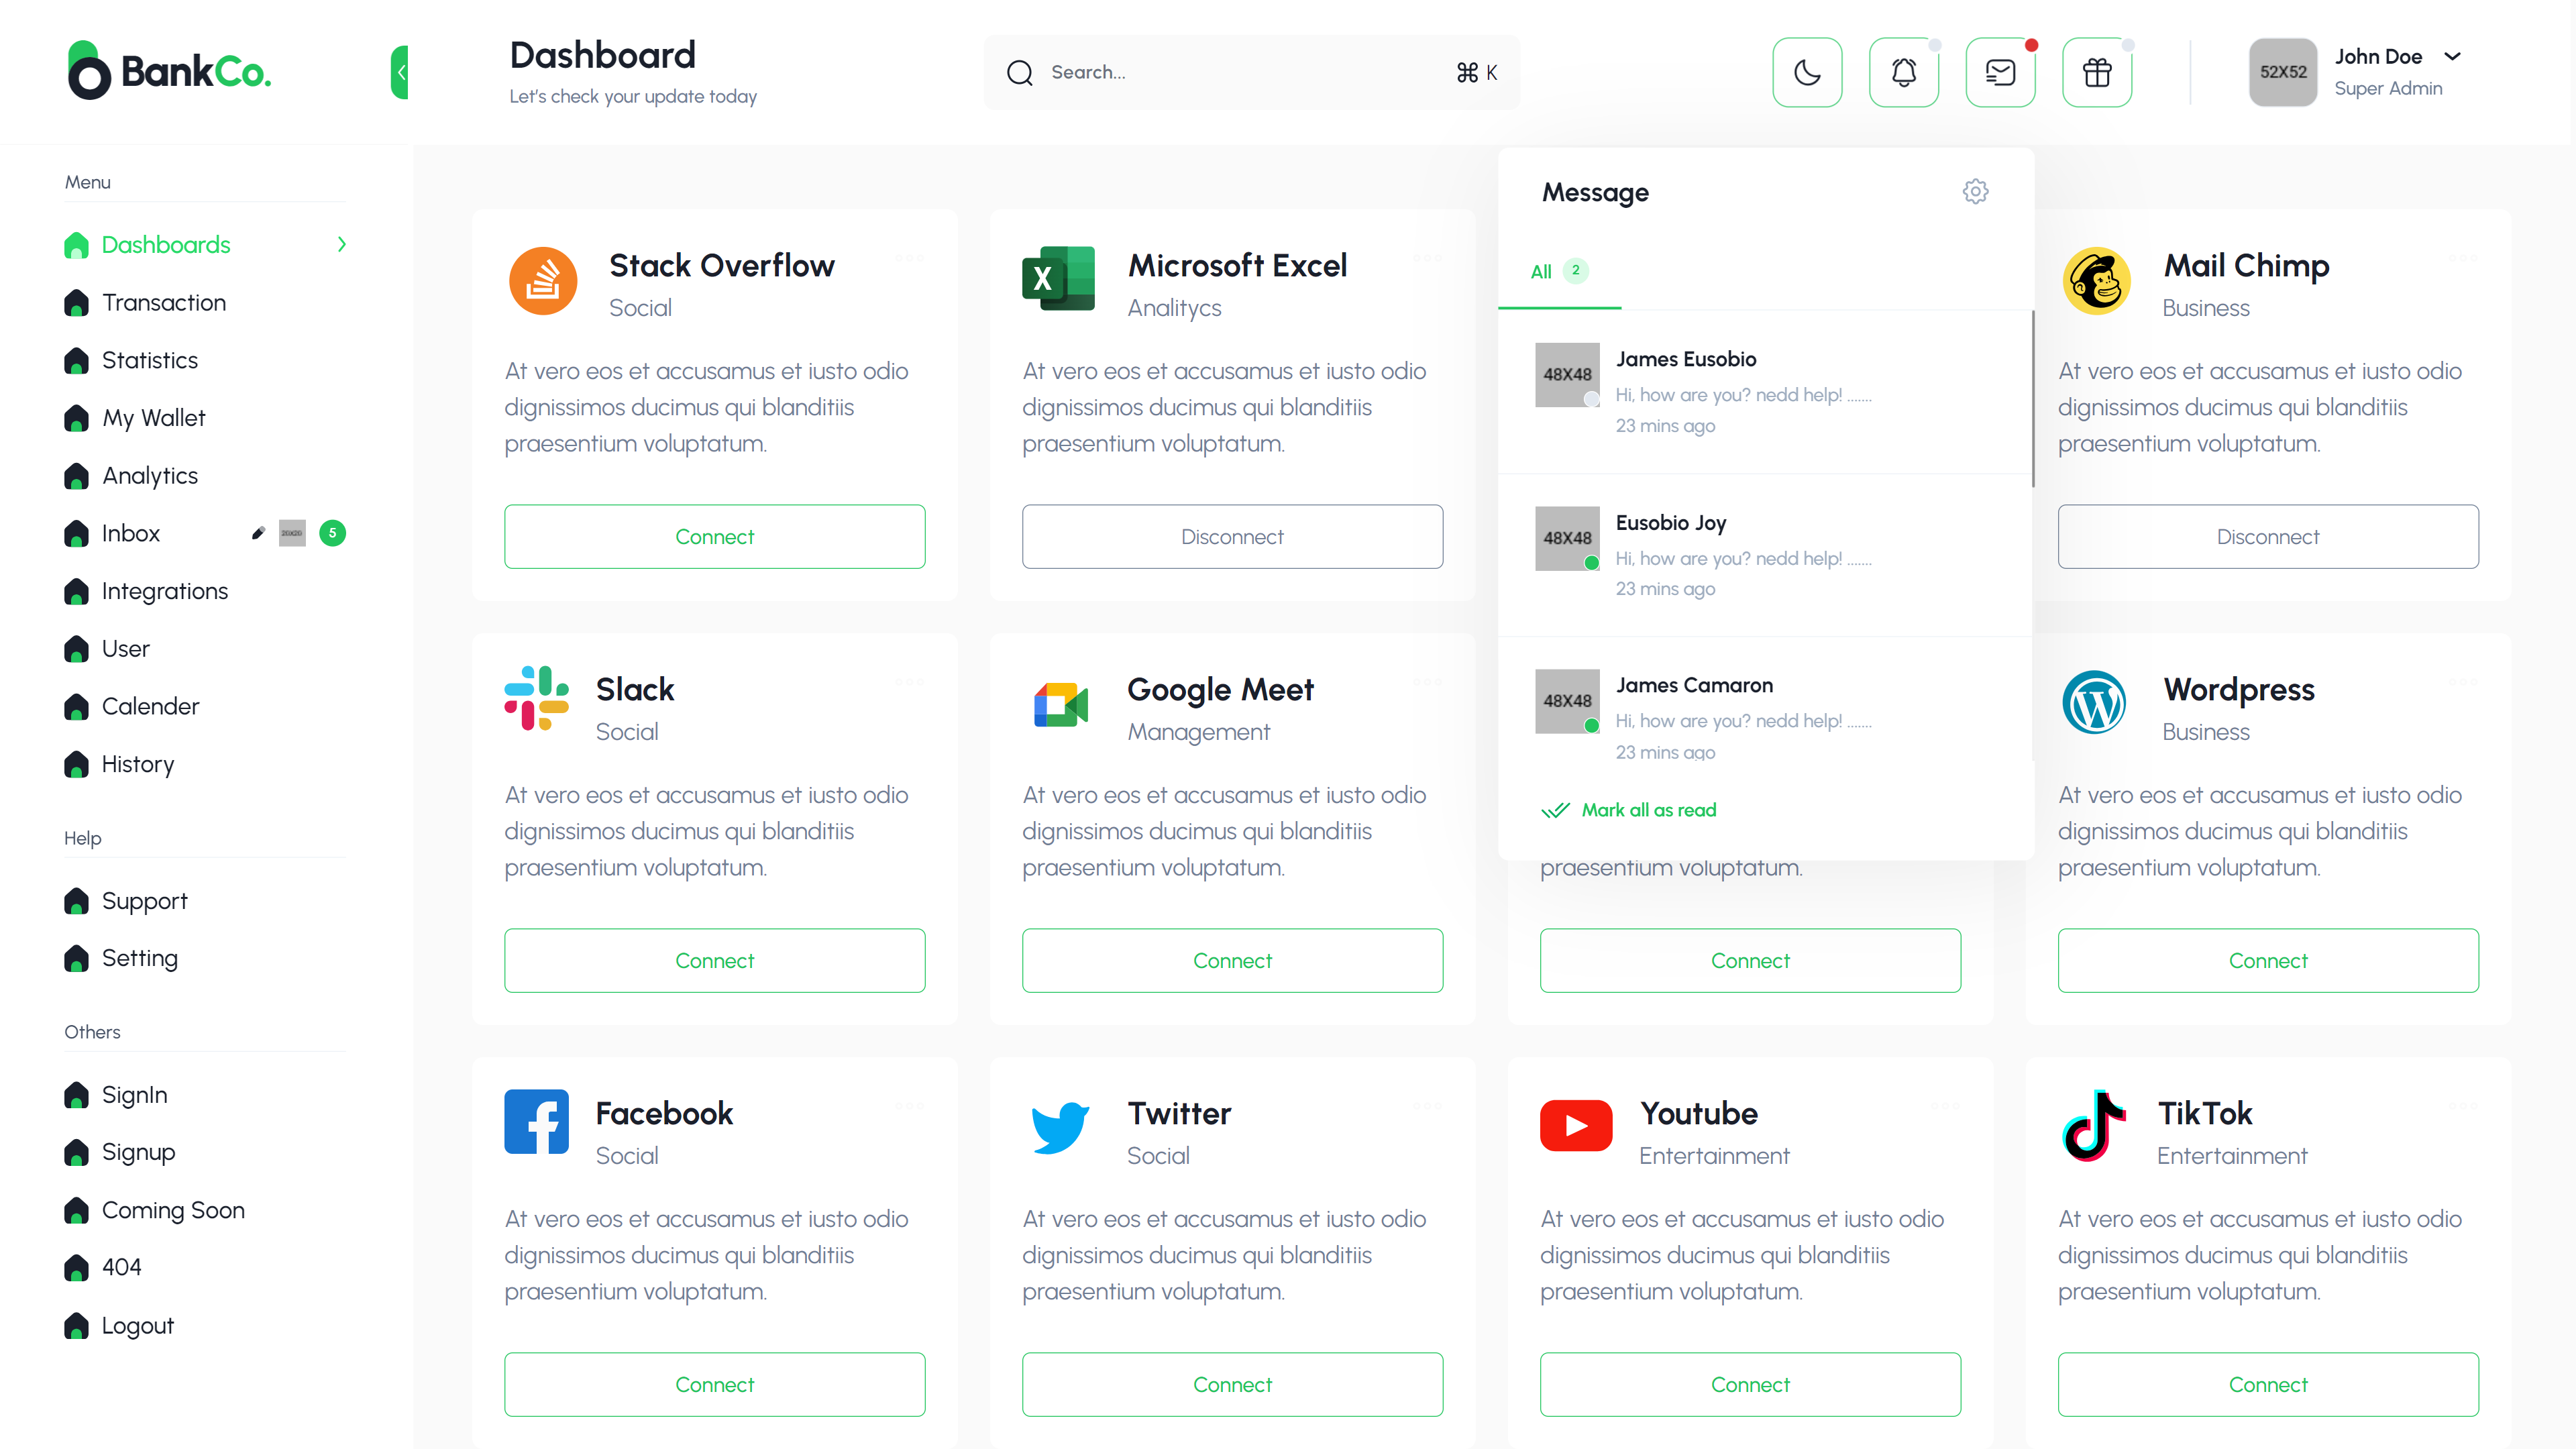 BankCo.
Dashboard
Let's check your update today
Search...
⌘ K
52X52
John Doe
Super Admin
Menu
Dashboards
Transaction
Statistics
My Wallet
Analytics
Inbox
5
Integrations
User
Calender
History
Help
Support
Setting
Others
SignIn
Signup
Coming Soon
404
Logout
Stack Overflow
Social
At vero eos et accusamus et iusto odio
dignissimos ducimus qui blanditiis
praesentium voluptatum.
Connect
Microsoft Excel
Analitycs
At vero eos et accusamus et iusto odio
dignissimos ducimus qui blanditiis
praesentium voluptatum.
Disconnect
Message
All 2
48X48
James Eusobio
Hi, how are you? nedd help! .......
23 mins ago
48X48
Eusobio Joy
Hi, how are you? nedd help! .......
23 mins ago
48X48
James Camaron
Hi, how are you? nedd help! .......
23 mins ago
Mark all as read
Mail Chimp
Business
At vero eos et accusamus et iusto odio
dignissimos ducimus qui blanditiis
praesentium voluptatum.
Disconnect
Slack
Social
At vero eos et accusamus et iusto odio
dignissimos ducimus qui blanditiis
praesentium voluptatum.
Connect
Google Meet
Management
At vero eos et accusamus et iusto odio
dignissimos ducimus qui blanditiis
praesentium voluptatum.
Connect
praesentium voluptatum.
Connect
Wordpress
Business
At vero eos et accusamus et iusto odio
dignissimos ducimus qui blanditiis
praesentium voluptatum.
Connect
Facebook
Social
At vero eos et accusamus et iusto odio
dignissimos ducimus qui blanditiis
praesentium voluptatum.
Connect
Twitter
Social
At vero eos et accusamus et iusto odio
dignissimos ducimus qui blanditiis
praesentium voluptatum.
Connect
Youtube
Entertainment
At vero eos et accusamus et iusto odio
dignissimos ducimus qui blanditiis
praesentium voluptatum.
Connect
TikTok
Entertainment
At vero eos et accusamus et iusto odio
dignissimos ducimus qui blanditiis
praesentium voluptatum.
Connect